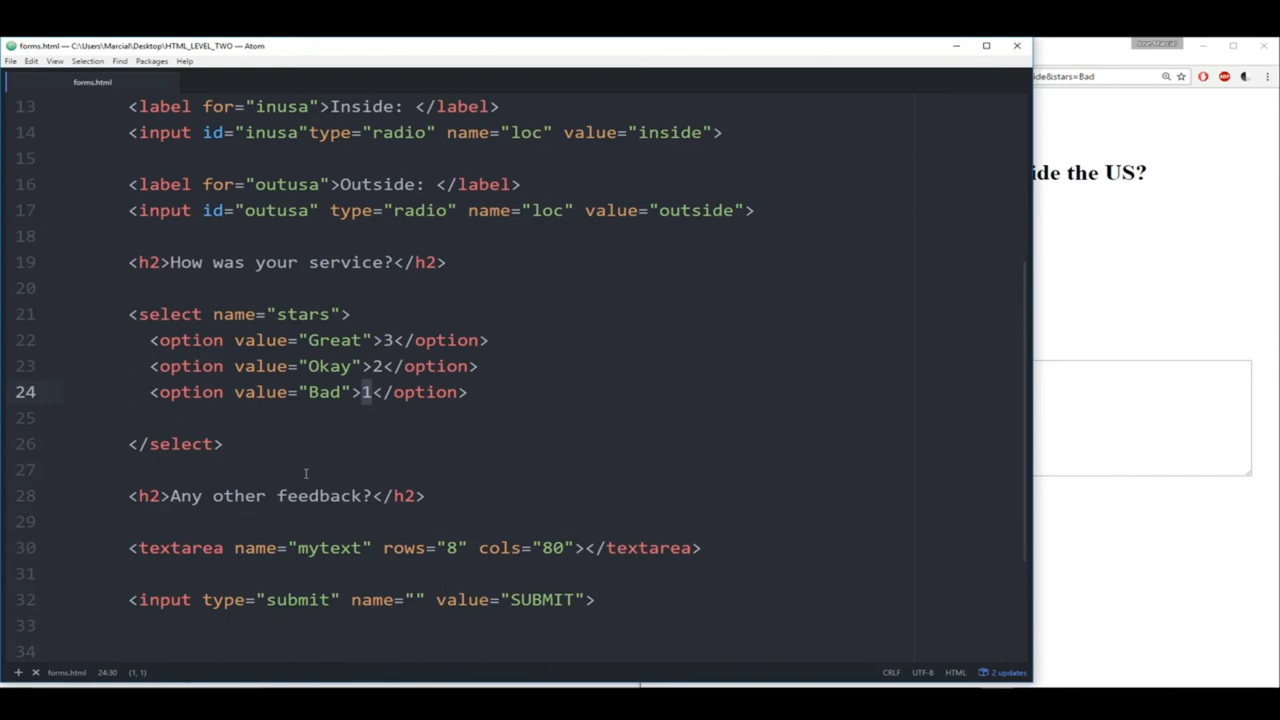 forms.html — C:\Users\Marcial\Desktop\HTML_LEVEL_TWO — Atom
Jose Marcial
File Edit View Selection Find Packages Help
ide&stars=Bad
forms.html
13 <label for="inusa">Inside: </label>
14 <input id="inusa"type="radio" name="loc" value="inside">
15
ide the US?
16 <label for="outusa">Outside: </label>
17 <input id="outusa" type="radio" name="loc" value="outside">
18
19 <h2>How was your service?</h2>
20
21 <select name="stars">
22 <option value="Great">3</option>
23 <option value="Okay">2</option>
24 <option value="Bad">1</option>
25
26 </select>
27
28 <h2>Any other feedback?</h2>
29
30 <textarea name="mytext" rows="8" cols="80"></textarea>
31
32 <input type="submit" name="" value="SUBMIT">
33
34
forms.html 24:30 (1, 1) CRLF UTF-8 HTML 2 updates